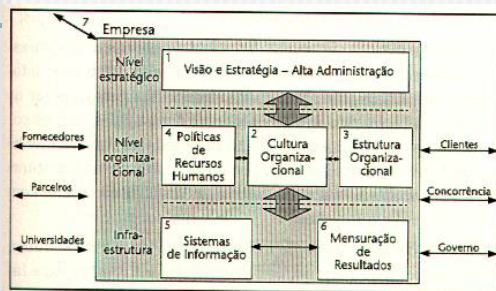 7
Empresa
Nível
estratégico
1
Visão e Estratégia – Alta Administração
Fornecedores
Parceiros
Universidades
Nível
organiza-
cional
4
Políticas
de
Recursos
Humanos
2
Cultura
Organiza-
cional
3
Estrutura
Organiza-
cional
Clientes
Concorrência
Governo
Infra-
estrutura
5
Sistemas
de Informação
6
Mensuração
de Resultados